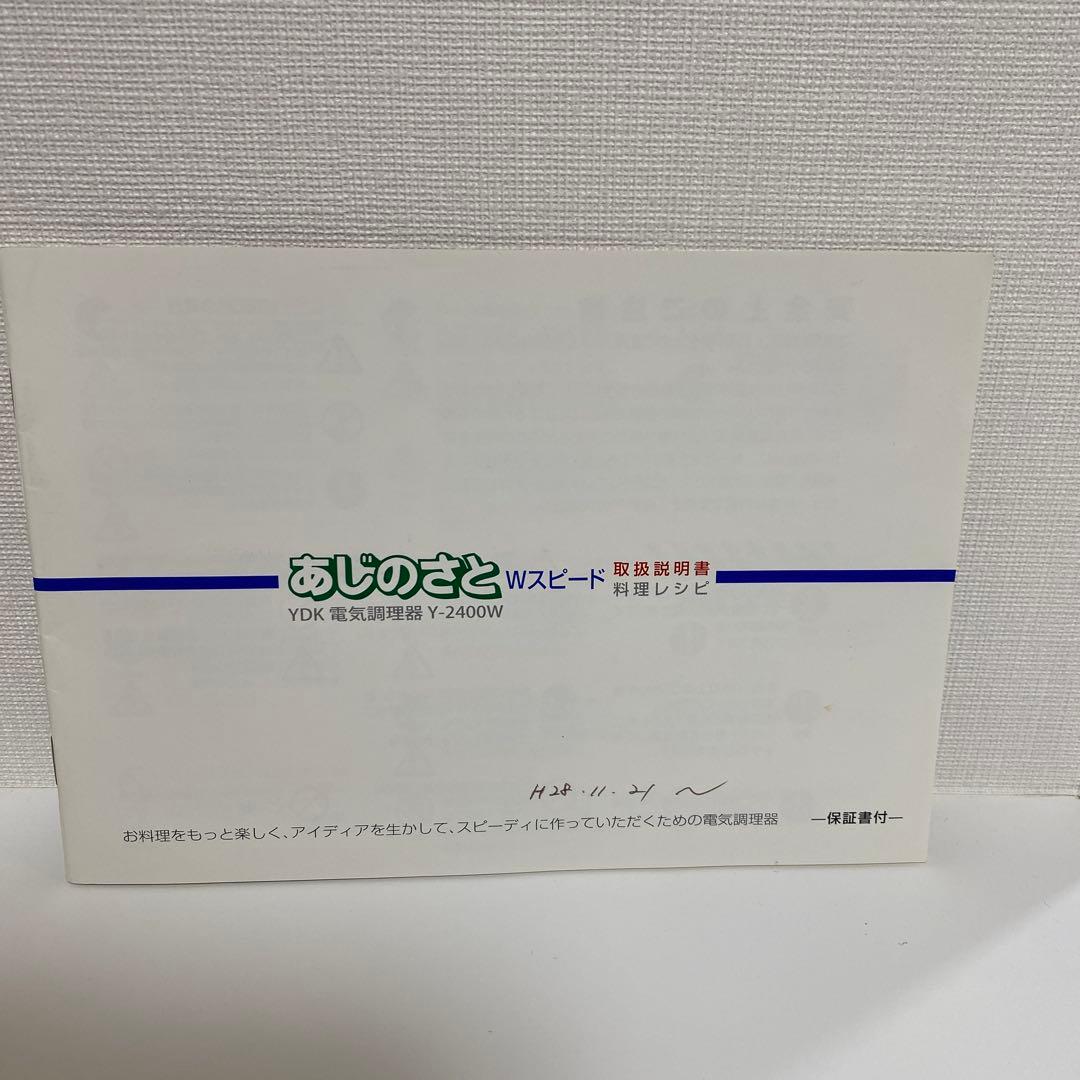 あじのさと Wスピード 取扱説明書
料理レシピ
YDK 電気調理器 Y-2400W
H28.11.21 〜
お料理をもっと楽しく、アイディアを生かして、スピーディに作っていただくための電気調理器 ―保証書付―